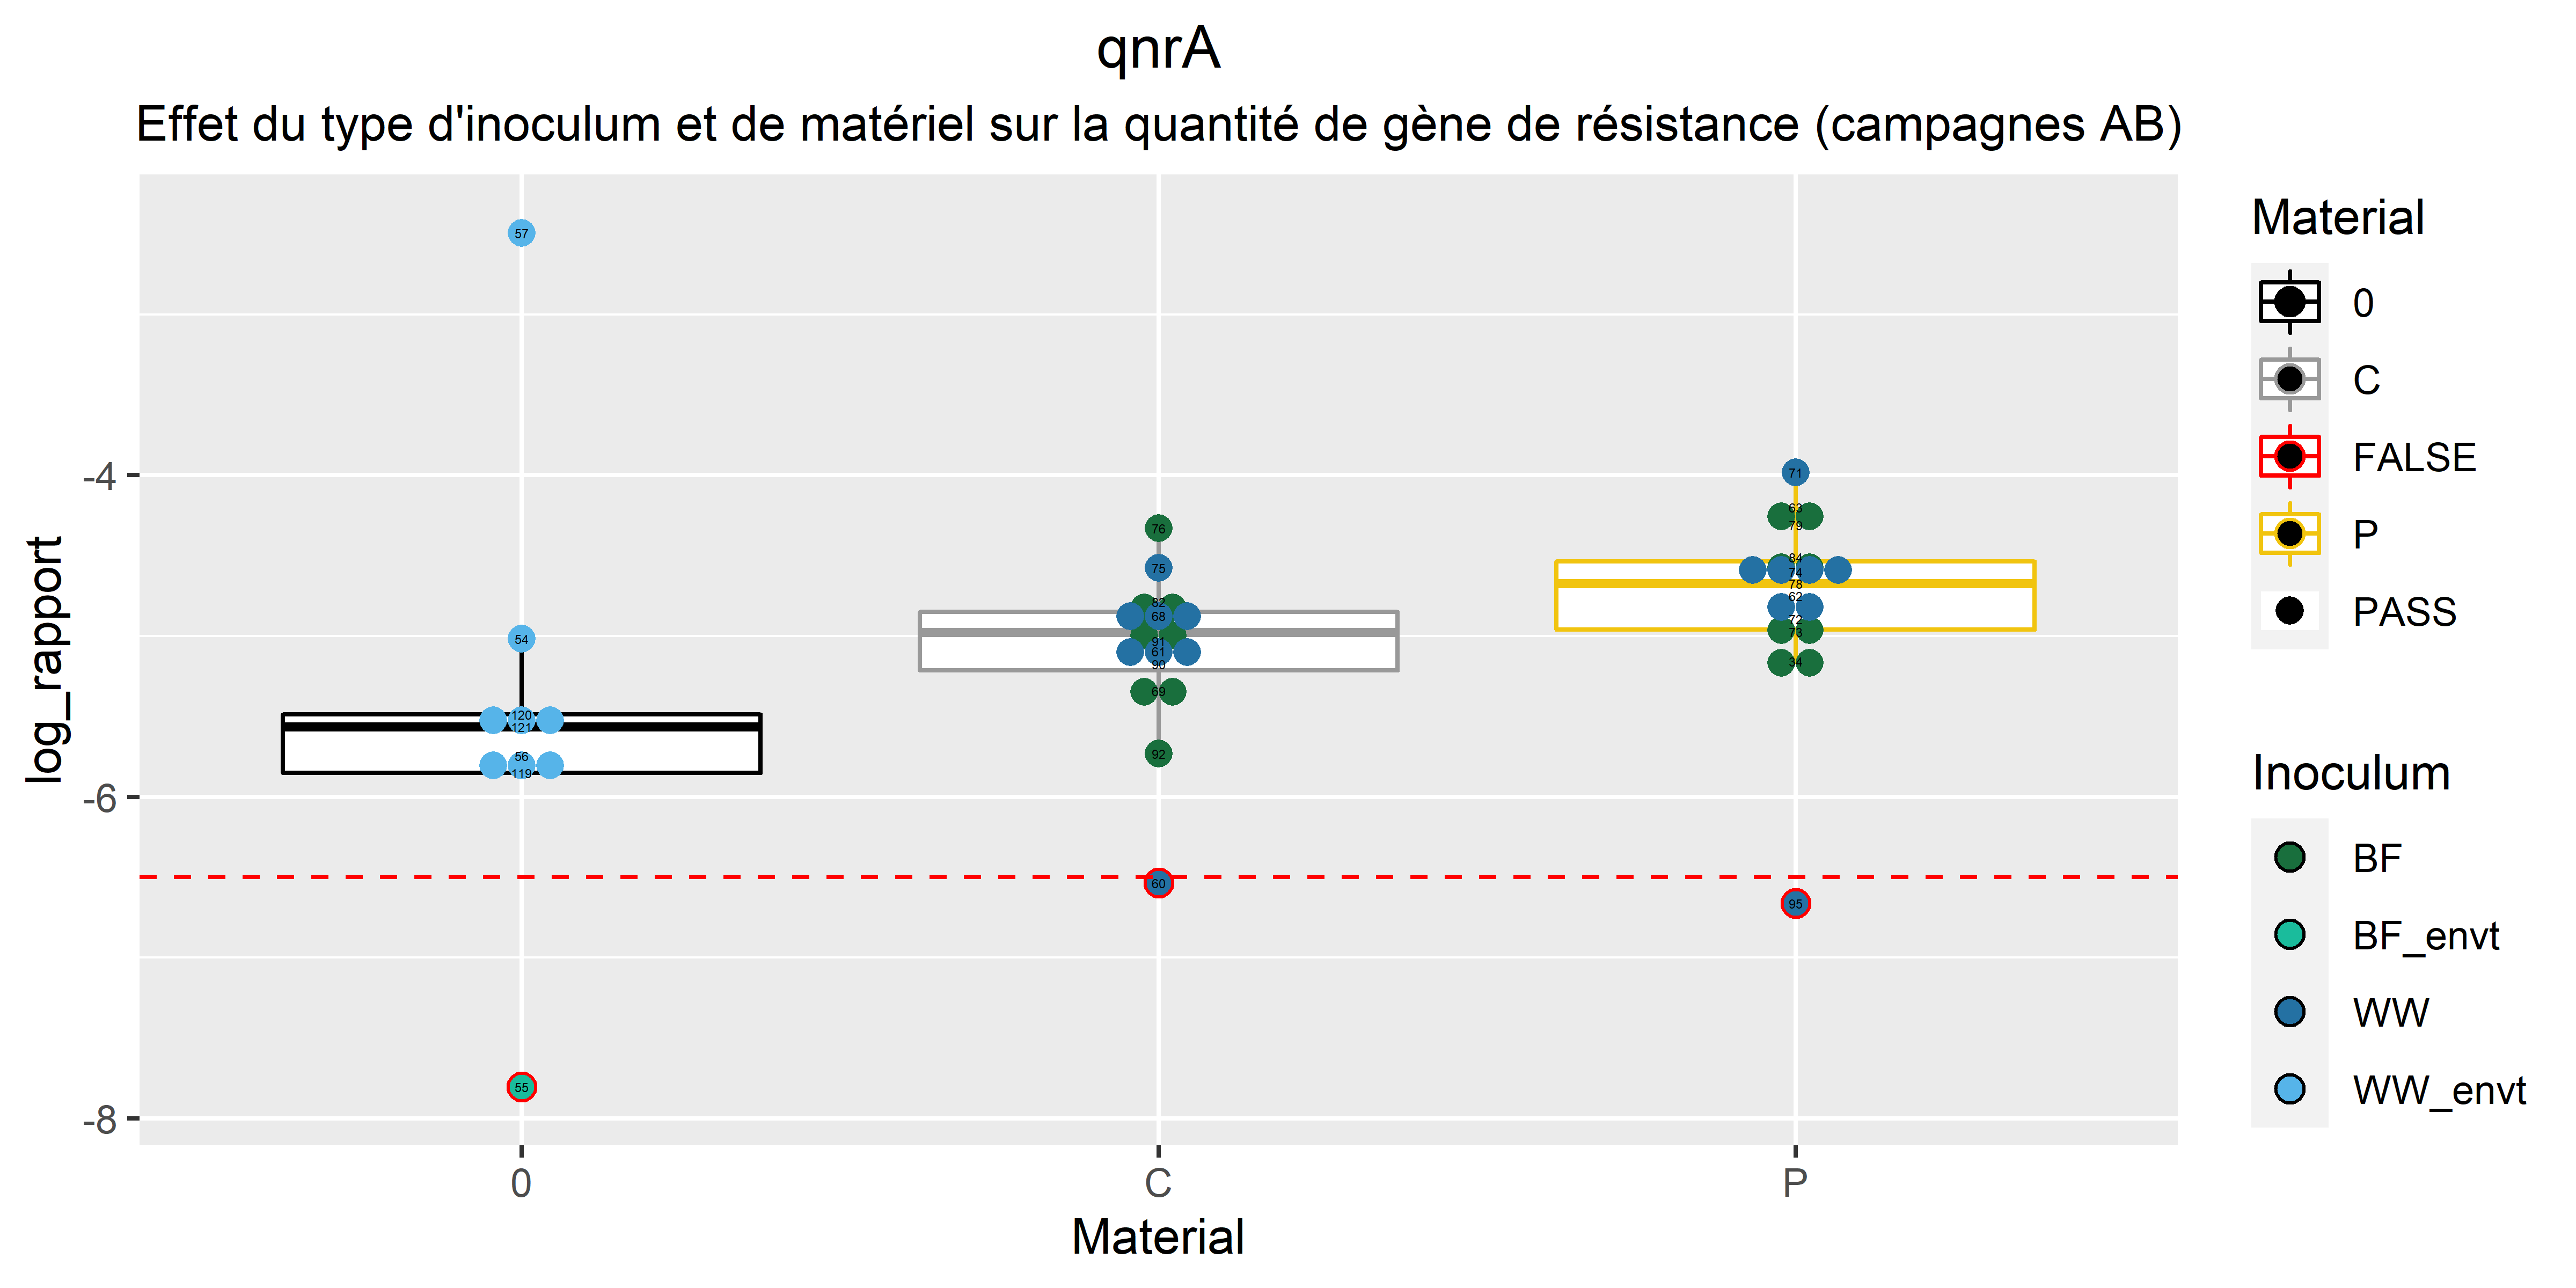 qnrA
Effet du type d'inoculum et de matériel sur la quantité de gène de résistance (campagnes AB)
log_rapport
-4
-6
-8
57
54
120
121
56
119
55
76
75
82
68
91
61
90
69
92
60
71
63
79
84
74
78
62
72
73
34
95
0
C
P
Material
Material
0
C
FALSE
P
PASS
Inoculum
BF
BF_envt
WW
WW_envt